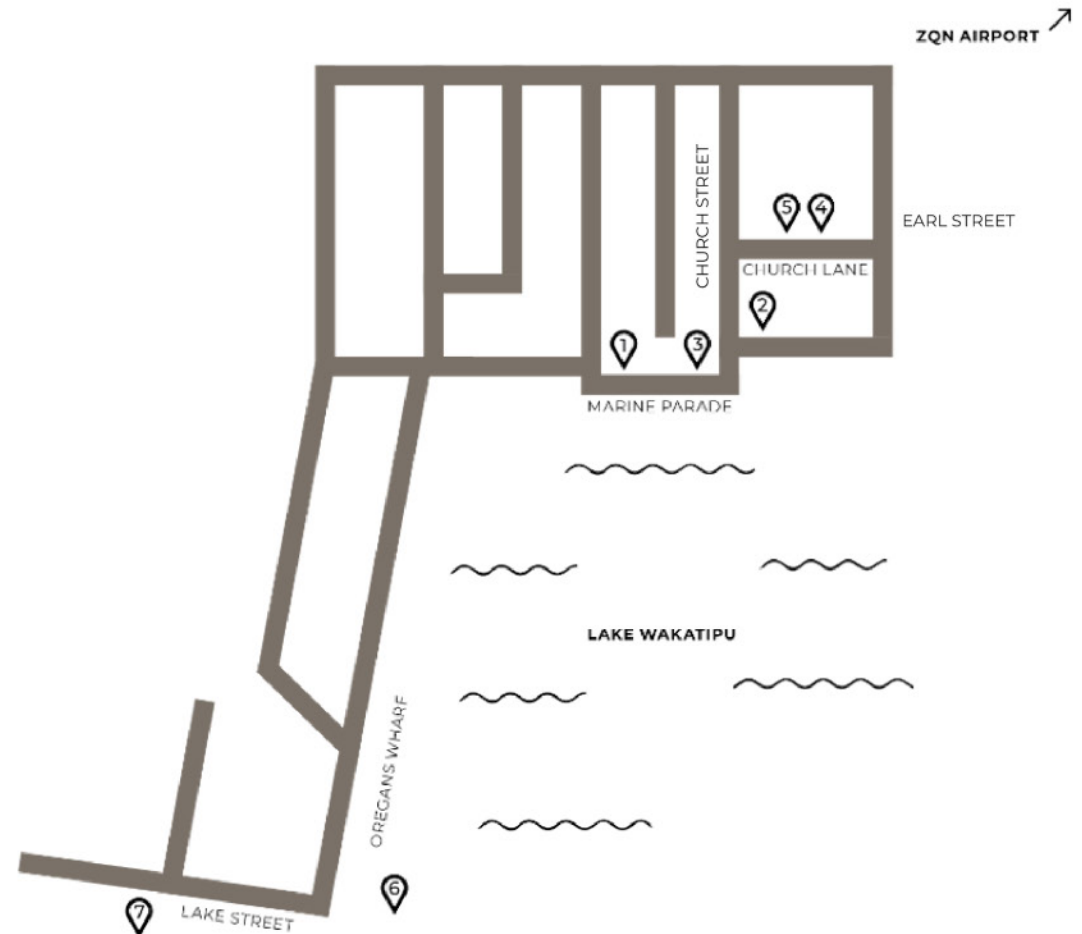 ZQN AIRPORT
CHURCH STREET
5
4
EARL STREET
CHURCH LANE
2
1
3
MARINE PARADE
LAKE WAKATIPU
OREGANS WHARF
6
7
LAKE STREET